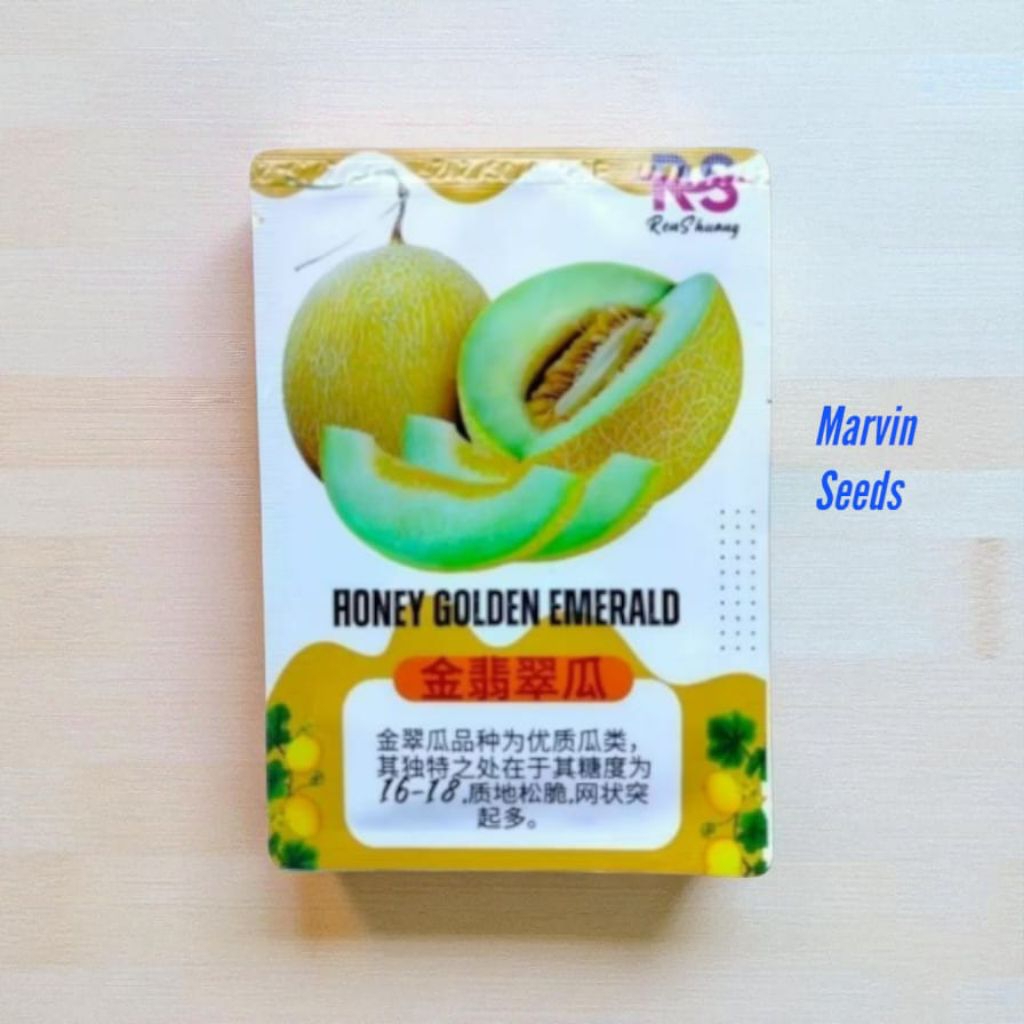 RS
RenShuang
HONEY GOLDEN EMERALD
金翡翠瓜
金翠瓜品种为优质瓜类，
其独特之处在于其糖度为
16-18,质地松脆,网状突
起多。
Marvin
Seeds